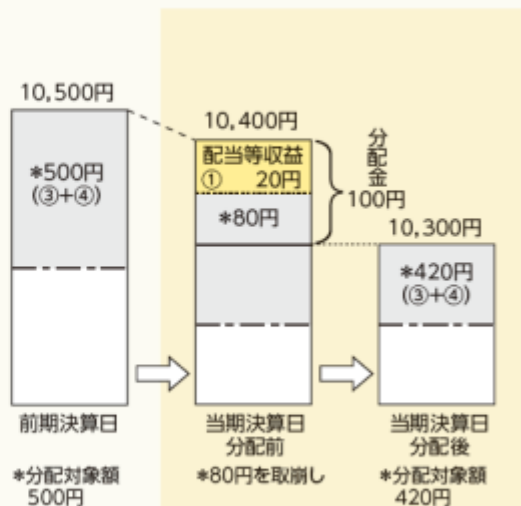 10,500円
*500円
(③+④)
前期決算日
*分配対象額
500円
10,400円
配当等収益
① 20円
*80円
分配金
100円
当期決算日
分配前
*80円を取崩し
10,300円
*420円
(③+④)
当期決算日
分配後
*分配対象額
420円